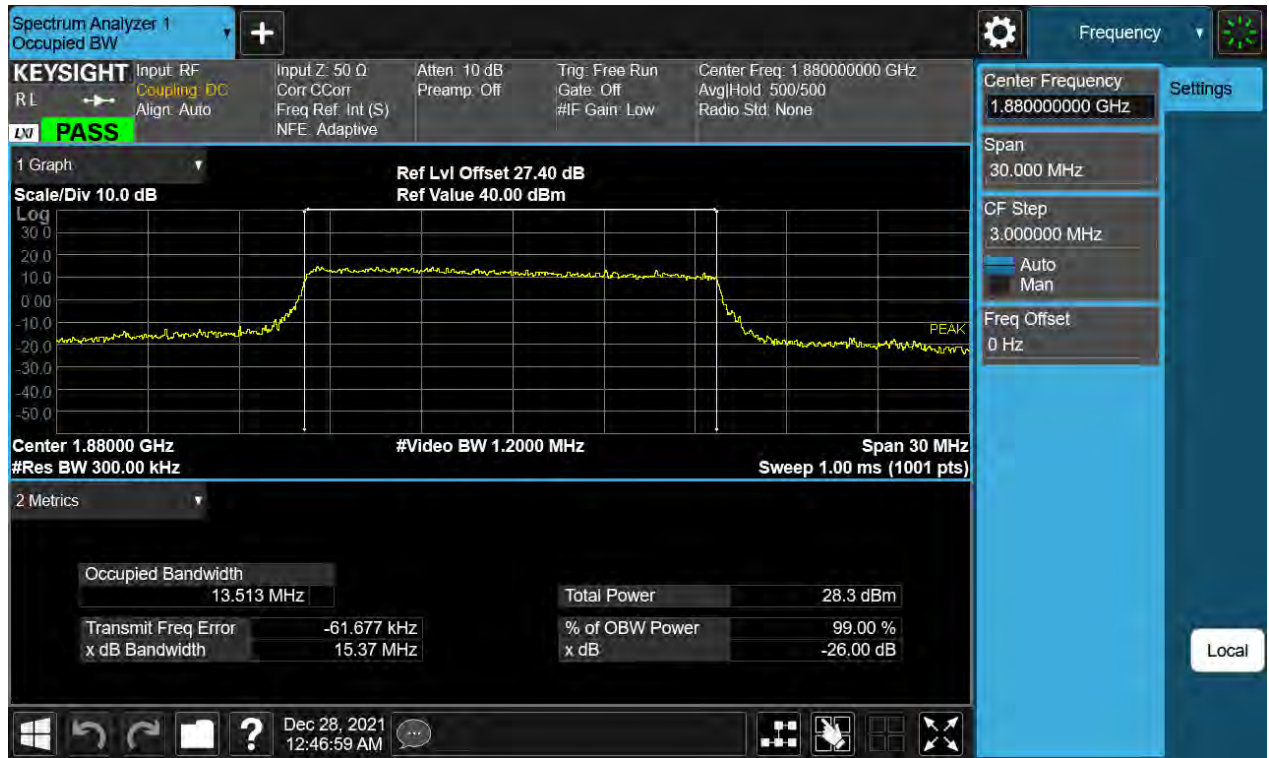 Spectrum Analyzer 1
Occupied BW
+
Frequency
KEYSIGHT
RL
LXI
PASS
Input: RF
Coupling: DC
Align: Auto
Input Z: 50 Ω
Corr CCorr
Freq Ref: Int (S)
NFE: Adaptive
Atten: 10 dB
Preamp: Off
Trig: Free Run
Gate: Off
#IF Gain: Low
Center Freq: 1.880000000 GHz
Avg|Hold: 500/500
Radio Std: None
1 Graph
Scale/Div 10.0 dB
Ref Lvl Offset 27.40 dB
Ref Value 40.00 dBm
Log
30.0
20.0
10.0
0.00
-10.0
-20.0
-30.0
-40.0
-50.0
PEAK
Center 1.88000 GHz
#Video BW 1.2000 MHz
Span 30 MHz
#Res BW 300.00 kHz
Sweep 1.00 ms (1001 pts)
2 Metrics
Occupied Bandwidth
13.513 MHz
Total Power 28.3 dBm
Transmit Freq Error -61.677 kHz
% of OBW Power 99.00 %
x dB Bandwidth 15.37 MHz
x dB -26.00 dB
Center Frequency
1.880000000 GHz
Settings
Span
30.000 MHz
CF Step
3.000000 MHz
Auto
Man
Freq Offset
0 Hz
Local
?
Dec 28, 2021
12:46:59 AM